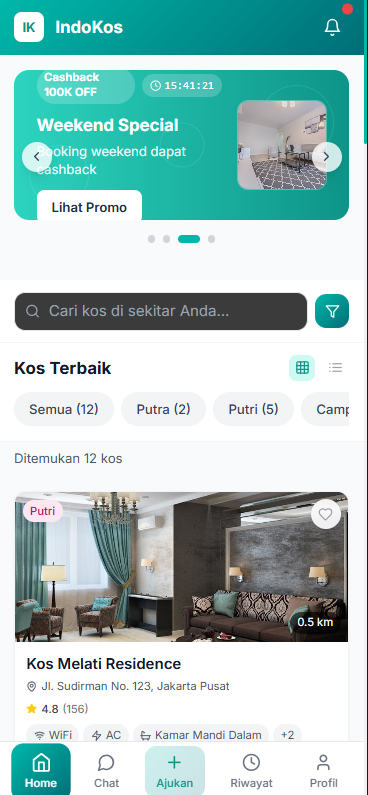 IK
IndoKos
Cashback
100K OFF
15:41:21
Weekend Special
Booking weekend dapat
cashback
Lihat Promo
Cari kos di sekitar Anda...
Kos Terbaik
Semua (12)
Putra (2)
Putri (5)
Camp
Ditemukan 12 kos
Putri
0.5 km
Kos Melati Residence
Jl. Sudirman No. 123, Jakarta Pusat
4.8 (156)
WiFi
AC
Kamar Mandi Dalam
+2
Home
Chat
Ajukan
Riwayat
Profil